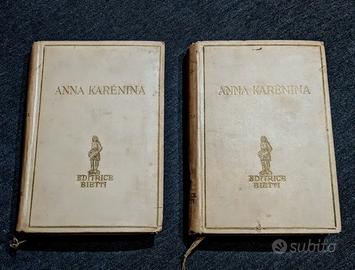 ANNA KARÉNINA
EDITRICE
BIETTI
ANNA KARÉNINA
EDITRICE
BIETTI
subito